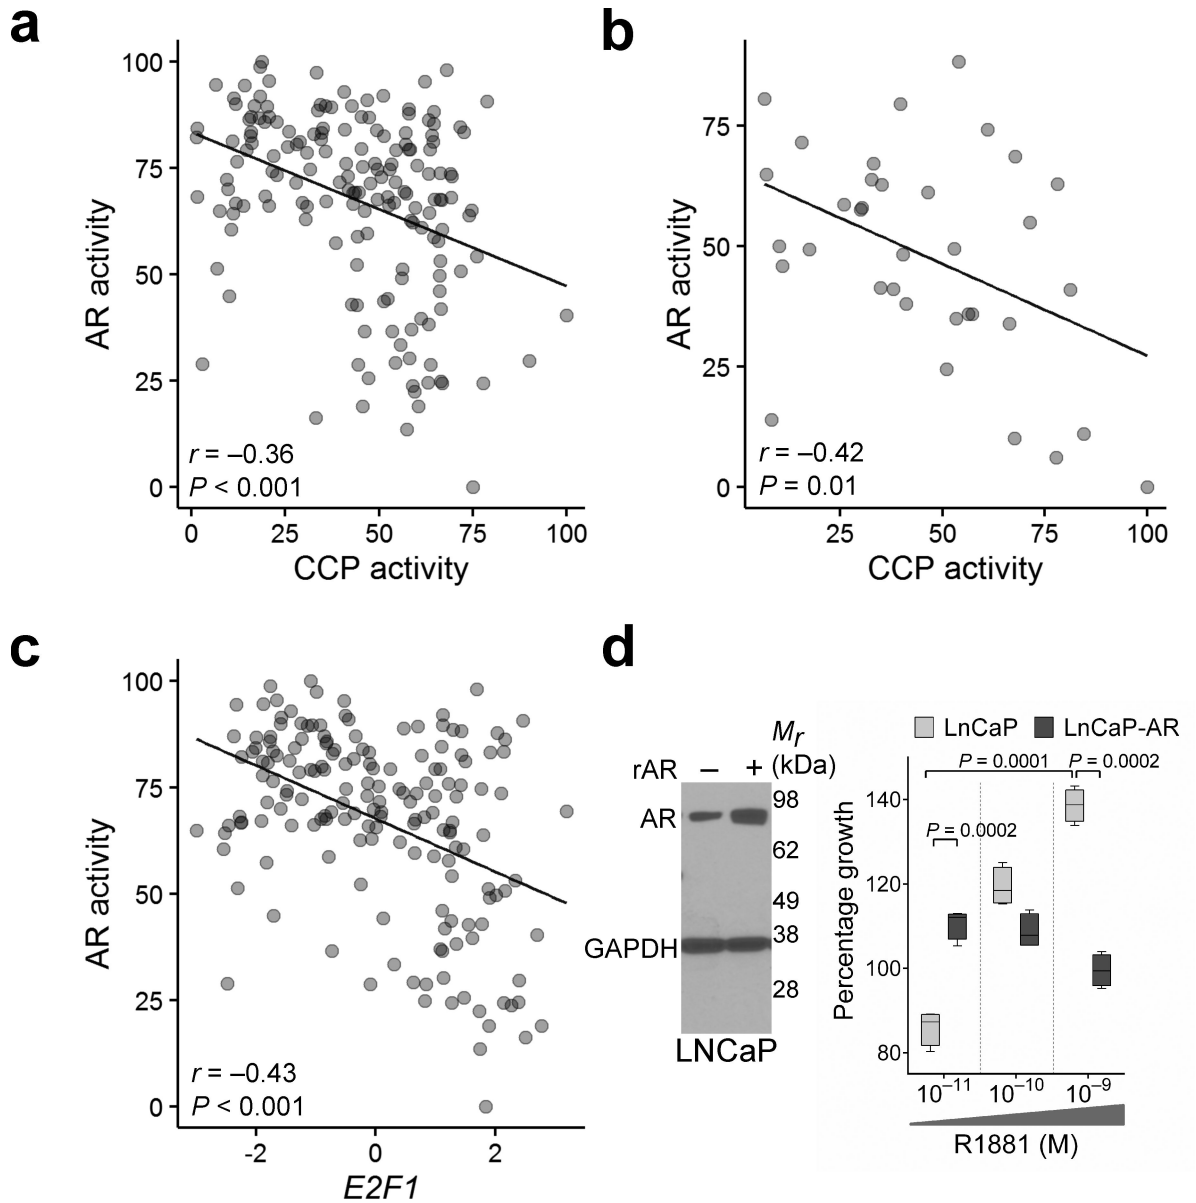 a
100
75
50
25
0
AR activity
r = –0.36
P < 0.001
0 25 50 75 100
CCP activity
b
75
50
25
0
AR activity
r = –0.42
P = 0.01
25 50 75 100
CCP activity
c
100
75
50
25
0
AR activity
r = –0.43
P < 0.001
-2 0 2
E2F1
d
Mr
rAR – + (kDa)
AR
GAPDH
98
62
49
38
28
LNCaP
LnCaP LnCaP-AR
P = 0.0001 P = 0.0002
P = 0.0002
140
120
100
80
Percentage growth
10–11 10–10 10–9
R1881 (M)